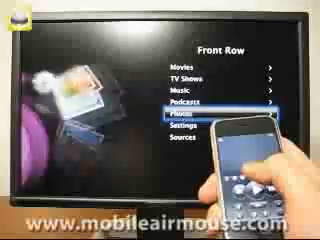 Front Row
Movies
TV Shows
Music
Podcasts
Photos
Settings
Sources
www.mobileairmouse.com